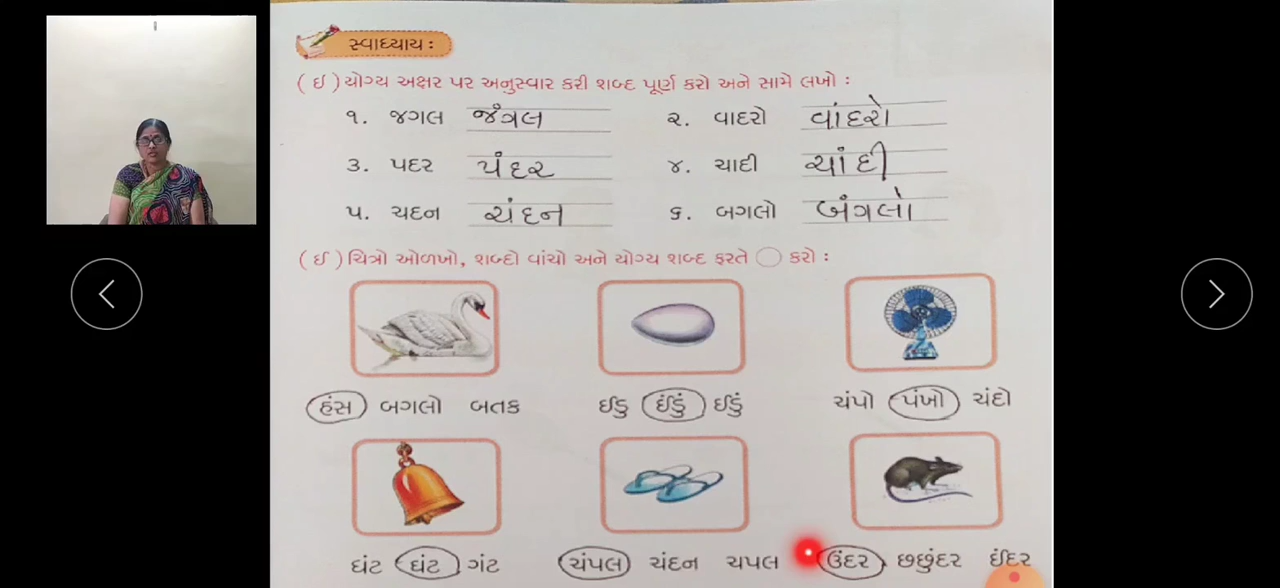 સ્વાધ્યાય :
(ઇ) યોગ્ય અક્ષર પર અનુસ્વાર કરી શબ્દ પૂર્ણ કરો અને સામે લખો :
૧. જગલ જંગલ ૨. વાદરો વાંદરો
૩. પદર પંદર ૪. ચાદી ચાંદી
૫. ચદન ચંદન ૬. બગલો બંગલો
(ઈ) ચિત્રો ઓળખો, શબ્દો વાંચો અને યોગ્ય શબ્દ ફરતે ◯ કરો :
હંસ બગલો બતક ઈડુ ઈંડું ઈડું ચંપો પંખો ચંદો
ઘંટ ઘંટ ગંટ ચંપલ ચંદન ચપલ ઉંદર છછુંદર ઈંદર